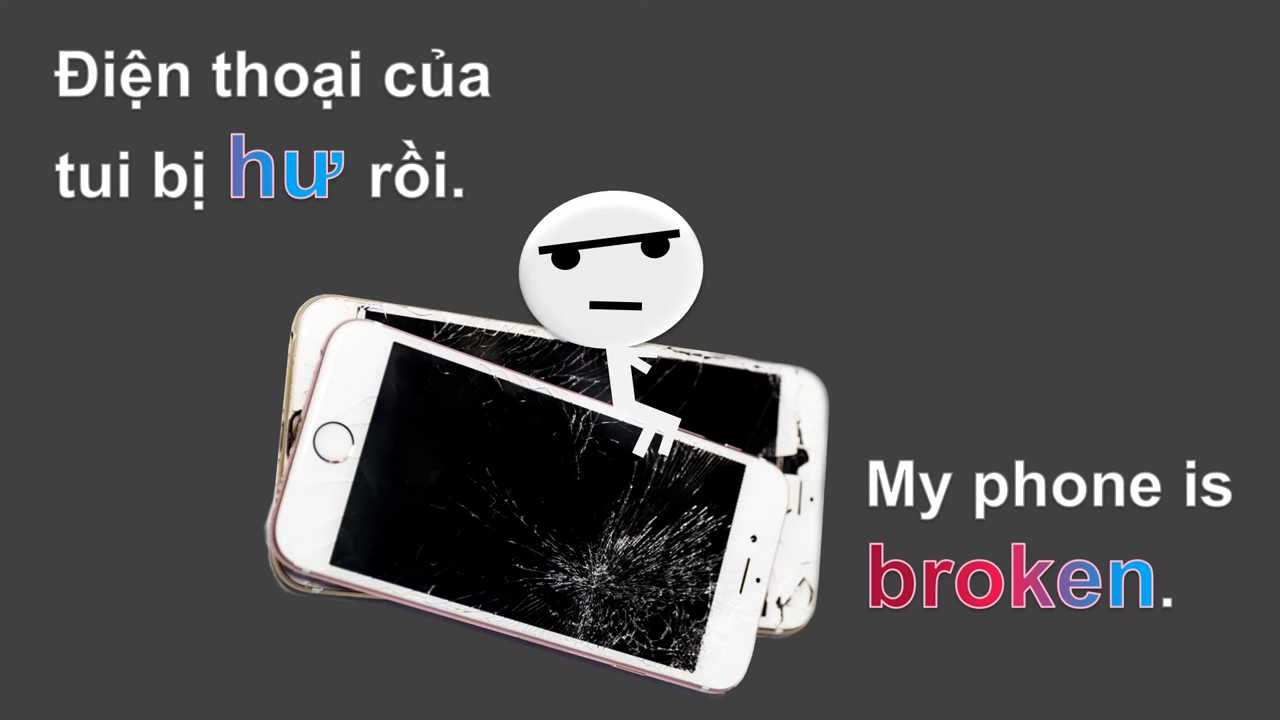 Điện thoại của
tui bị hư rồi.
My phone is
broken.